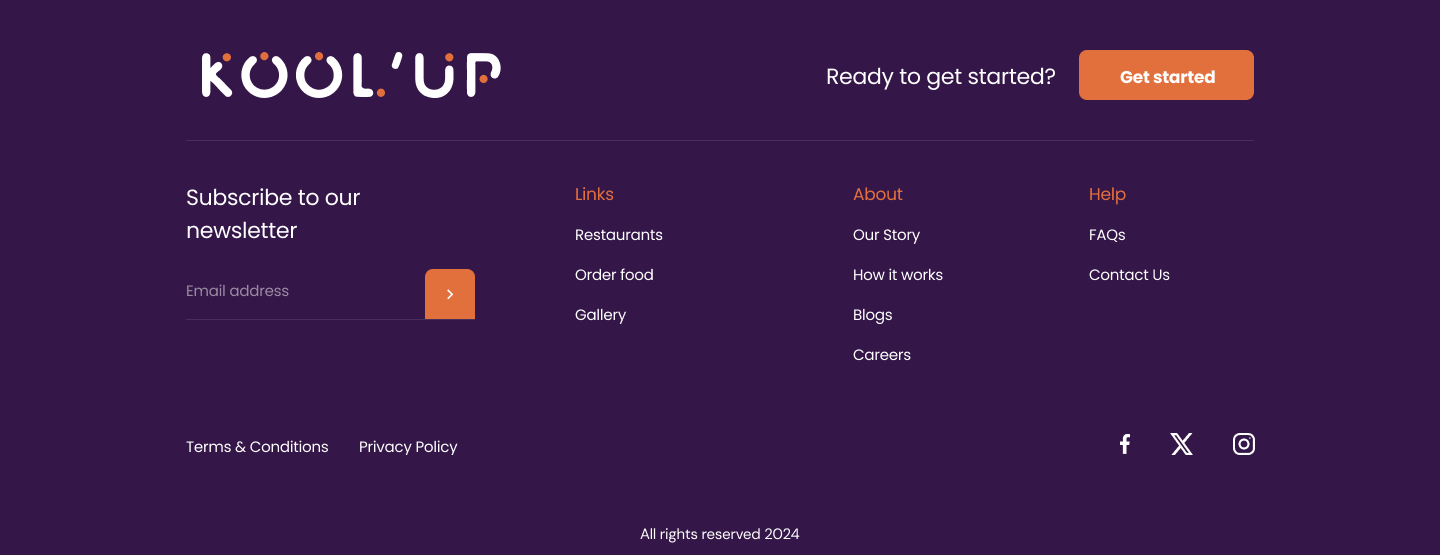 KOOL'UP
Ready to get started?
Get started
Subscribe to our
newsletter
Email address
Links
Restaurants
Order food
Gallery
About
Our Story
How it works
Blogs
Careers
Help
FAQs
Contact Us
Terms & Conditions
Privacy Policy
All rights reserved 2024